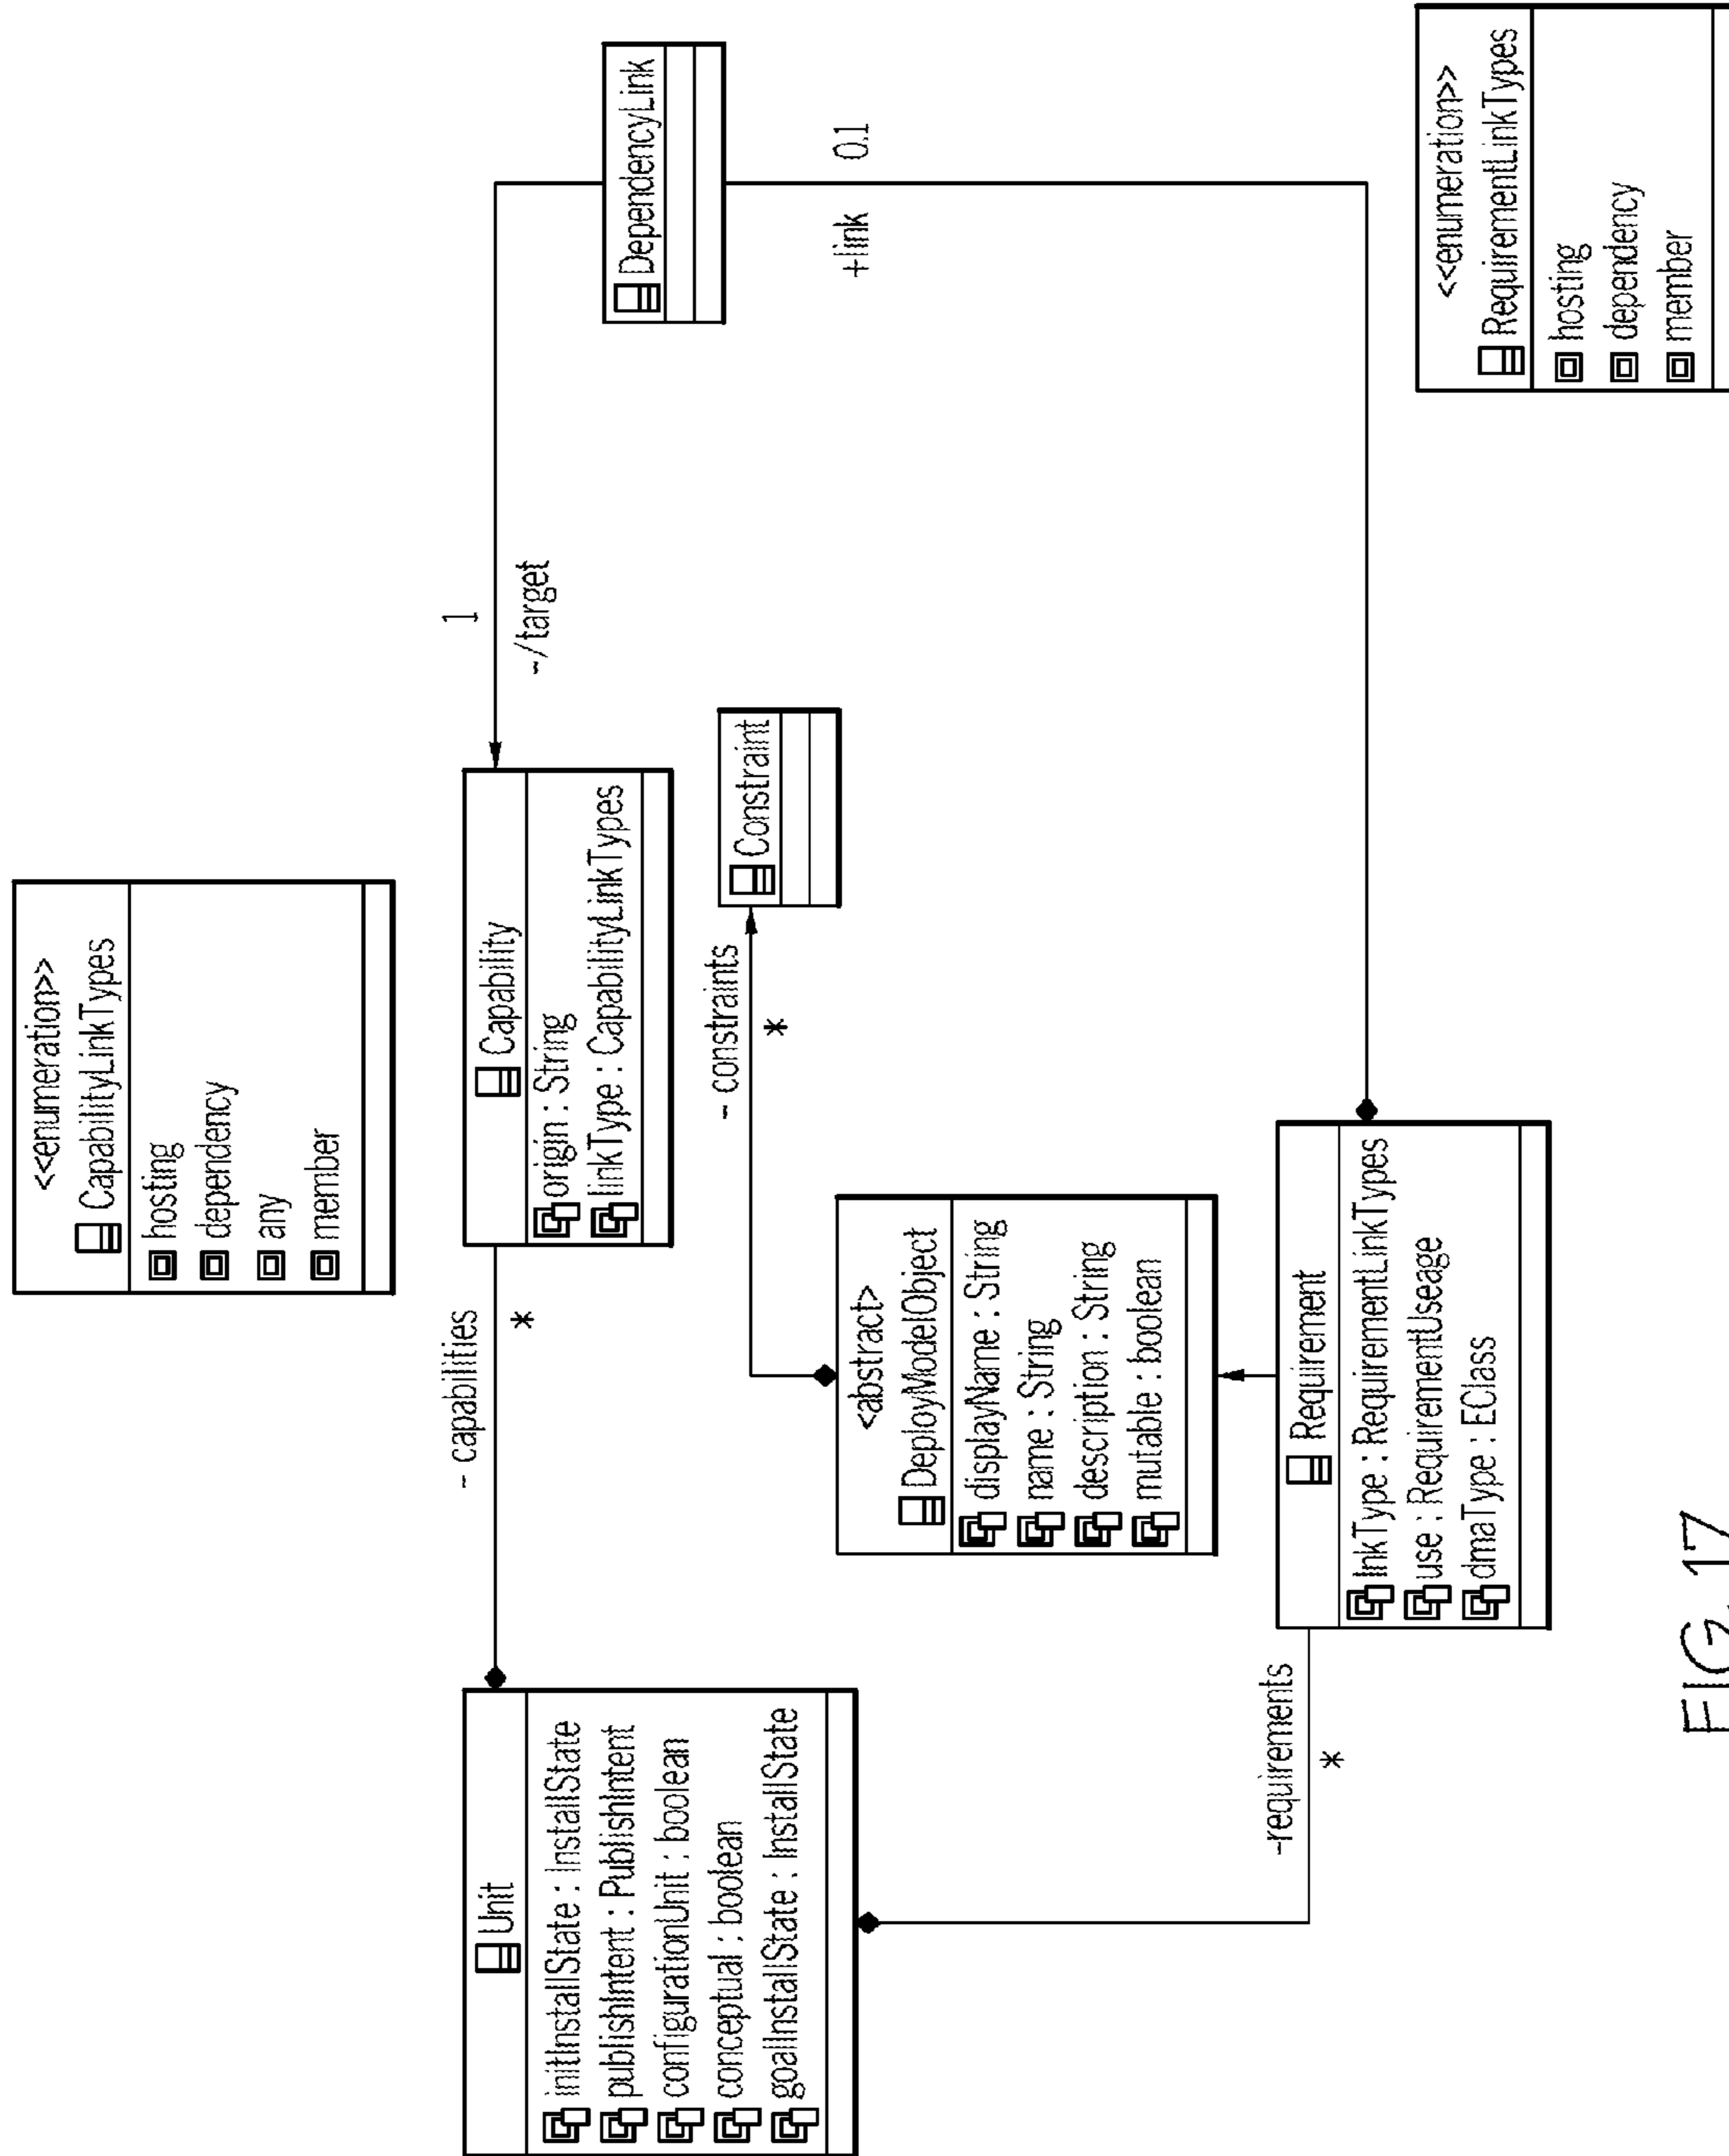 <<enumeration>>
CapabilityLinkTypes
hosting
dependency
any
member
- capabilities
*
1
~/target
Unit
initInstallState : InstallState
publishIntent : PublishIntent
configurationUnit : boolean
conceptual : boolean
goalInstallState : InstallState
Capability
origin : String
linkType : CapabilityLinkTypes
DependencyLink
- constraints
*
Constraint
+link
0.1
<abstract>
DeployModelObject
displayName : String
name : String
description : String
mutable : boolean
-requirements
*
Requirement
lnkType : RequirementLinkTypes
use : RequirementUseage
dmaType : EClass
<<enumeration>>
RequirementLinkTypes
hosting
dependency
member
FIG. 17